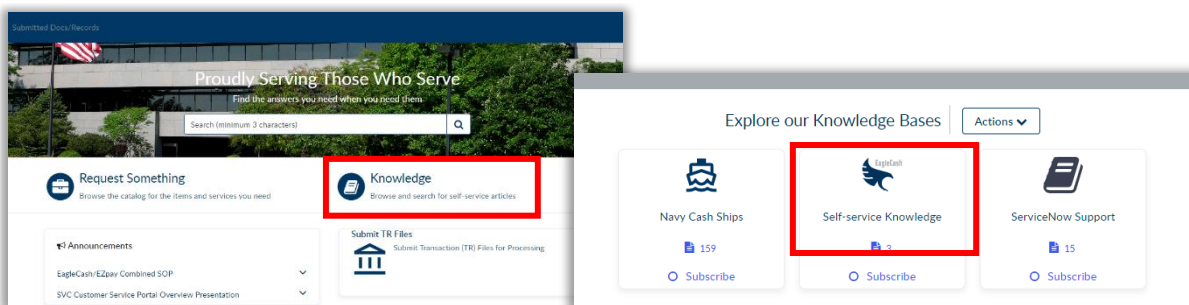 Submitted Docs/Records
Proudly Serving Those Who Serve
Find the answers you need when you need them
Search (minimum 3 characters)
Request Something
Browse the catalog for the items and services you need
Knowledge
Browse and search for self-service articles
Announcements
EagleCash/EZpay Combined SOP
SVC Customer Service Portal Overview Presentation
Submit TR Files
Submit Transaction (TR) Files for Processing
Explore our Knowledge Bases
Actions
Navy Cash Ships
159
Subscribe
EagleCash
Self-service Knowledge
3
Subscribe
ServiceNow Support
15
Subscribe